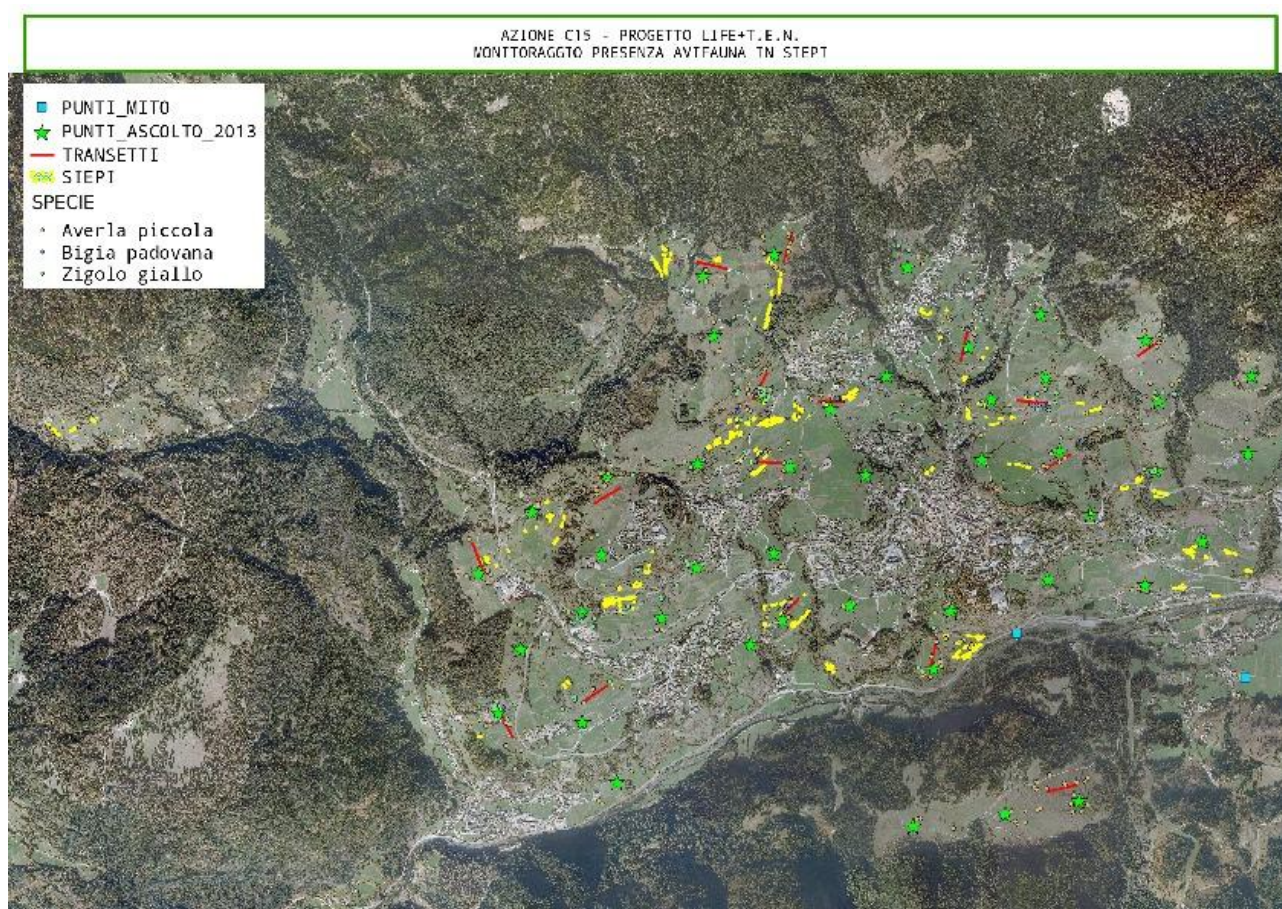 AZIONE C15 - PROGETTO LIFE+T.E.N.
MONITORAGGIO PRESENZA AVIFAUNA IN SIEPI
PUNTI_MITO
PUNTI_ASCOLTO_2013
TRANSETTI
SIEPI
SPECIE
Averla piccola
Bigia padovana
Zigolo giallo